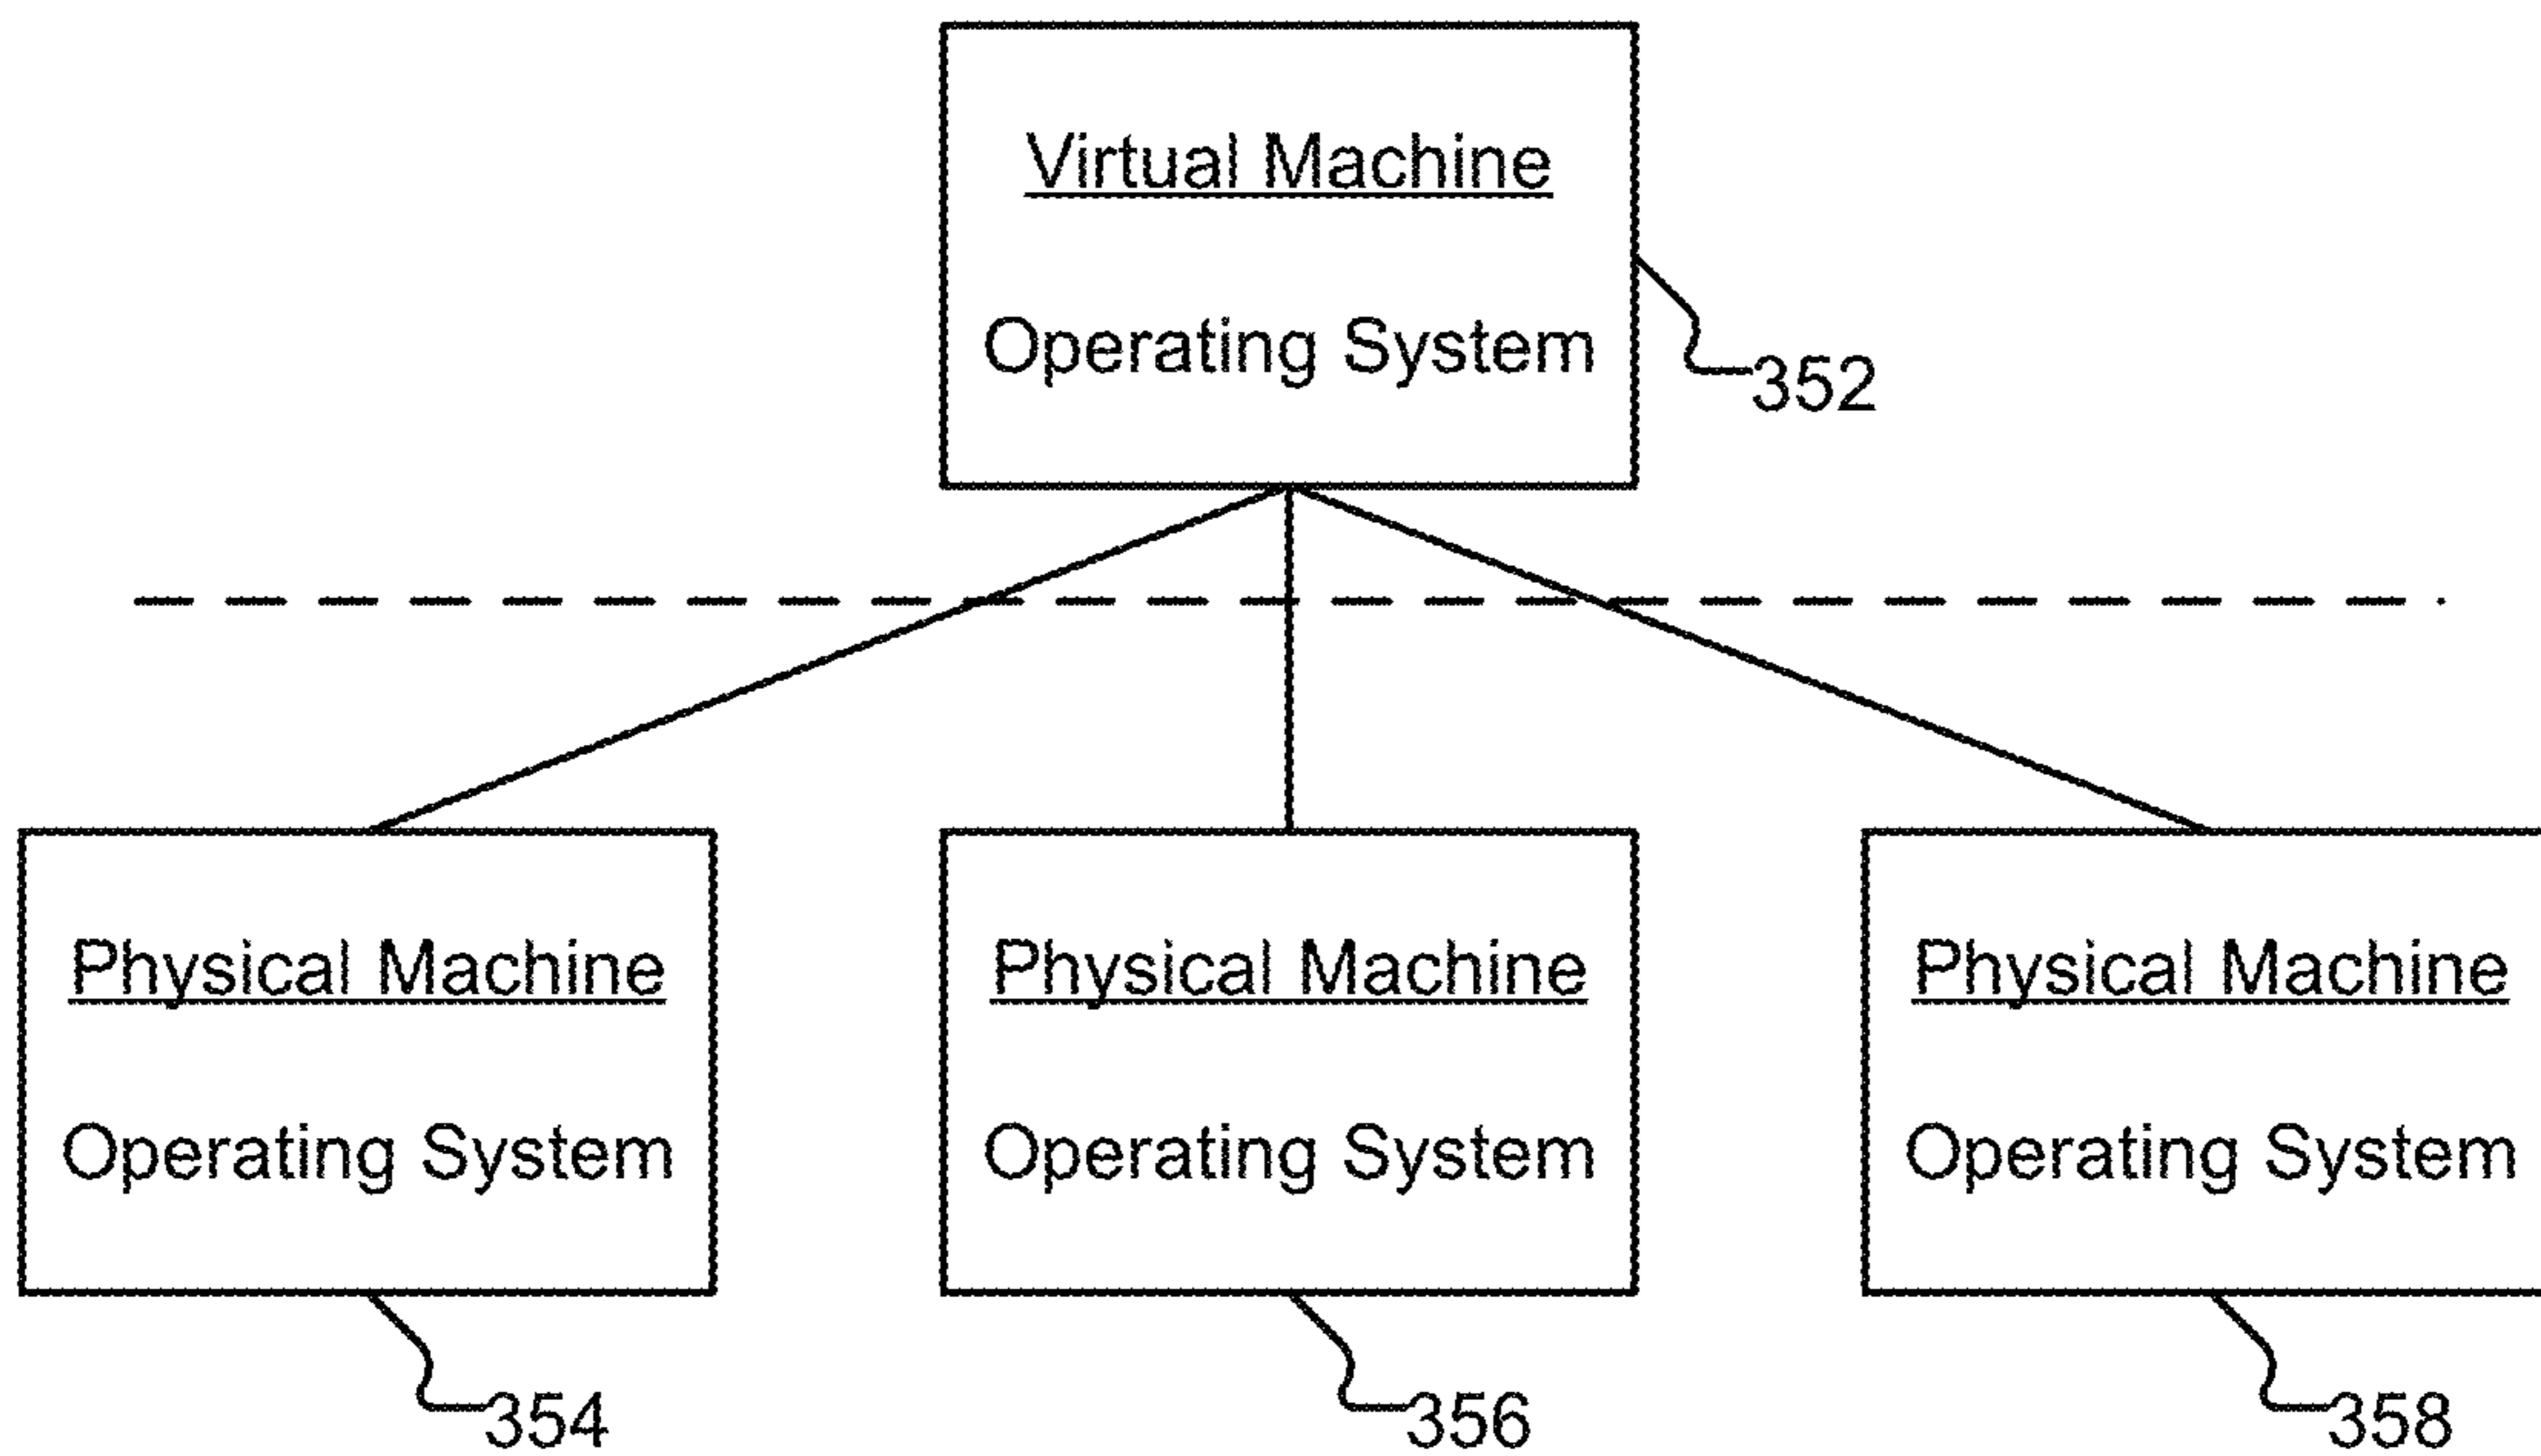 Virtual Machine
Operating System
352
Physical Machine
Operating System
354
Physical Machine
Operating System
356
Physical Machine
Operating System
358